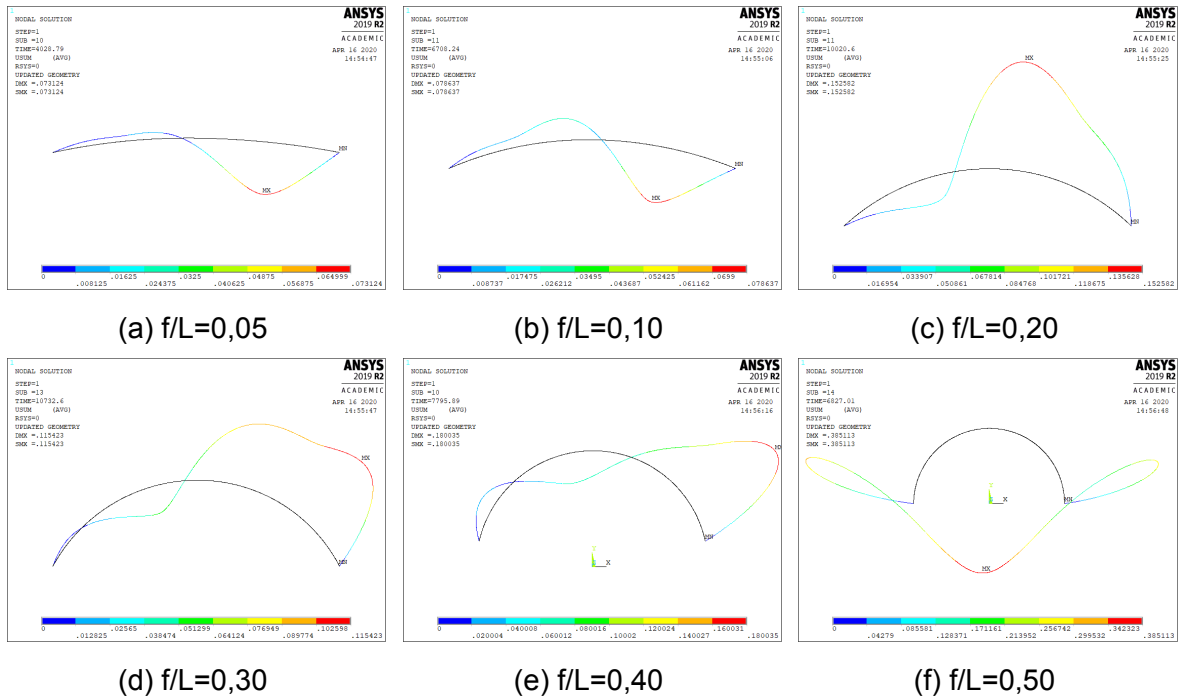 1
NODAL SOLUTION
STEP=1
SUB =10
TIME=4028.79
USUM (AVG)
RSYS=0
UPDATED GEOMETRY
DMX =.073124
SMX =.073124
ANSYS
2019 R2
ACADEMIC
APR 16 2020
14:54:47
MN
MX
0 .01625 .0325 .04875 .064999
.008125 .024375 .040625 .056875 .073124
(a) f/L=0,05
1
NODAL SOLUTION
STEP=1
SUB =11
TIME=6708.24
USUM (AVG)
RSYS=0
UPDATED GEOMETRY
DMX =.078637
SMX =.078637
ANSYS
2019 R2
ACADEMIC
APR 16 2020
14:55:06
MN
MX
0 .017475 .03495 .052425 .0699
.008737 .026212 .043687 .061162 .078637
(b) f/L=0,10
1
NODAL SOLUTION
STEP=1
SUB =11
TIME=10020.6
USUM (AVG)
RSYS=0
UPDATED GEOMETRY
DMX =.152582
SMX =.152582
ANSYS
2019 R2
ACADEMIC
APR 16 2020
14:55:25
MX
MN
0 .033907 .067814 .101721 .135628
.016954 .050861 .084768 .118675 .152582
(c) f/L=0,20
1
NODAL SOLUTION
STEP=1
SUB =13
TIME=10732.6
USUM (AVG)
RSYS=0
UPDATED GEOMETRY
DMX =.115423
SMX =.115423
ANSYS
2019 R2
ACADEMIC
APR 16 2020
14:55:47
MX
MN
0 .02565 .051299 .076949 .102598
.012825 .038474 .064124 .089774 .115423
(d) f/L=0,30
1
NODAL SOLUTION
STEP=1
SUB =10
TIME=7795.89
USUM (AVG)
RSYS=0
UPDATED GEOMETRY
DMX =.180035
SMX =.180035
ANSYS
2019 R2
ACADEMIC
APR 16 2020
14:56:16
MX
MN
Y
Z X
0 .040008 .080016 .120024 .160031
.020004 .060012 .10002 .140027 .180035
(e) f/L=0,40
1
NODAL SOLUTION
STEP=1
SUB =14
TIME=6827.01
USUM (AVG)
RSYS=0
UPDATED GEOMETRY
DMX =.385113
SMX =.385113
ANSYS
2019 R2
ACADEMIC
APR 16 2020
14:56:48
Y
Z X
MN
MX
0 .085581 .171161 .256742 .342323
.04279 .128371 .213952 .299532 .385113
(f) f/L=0,50